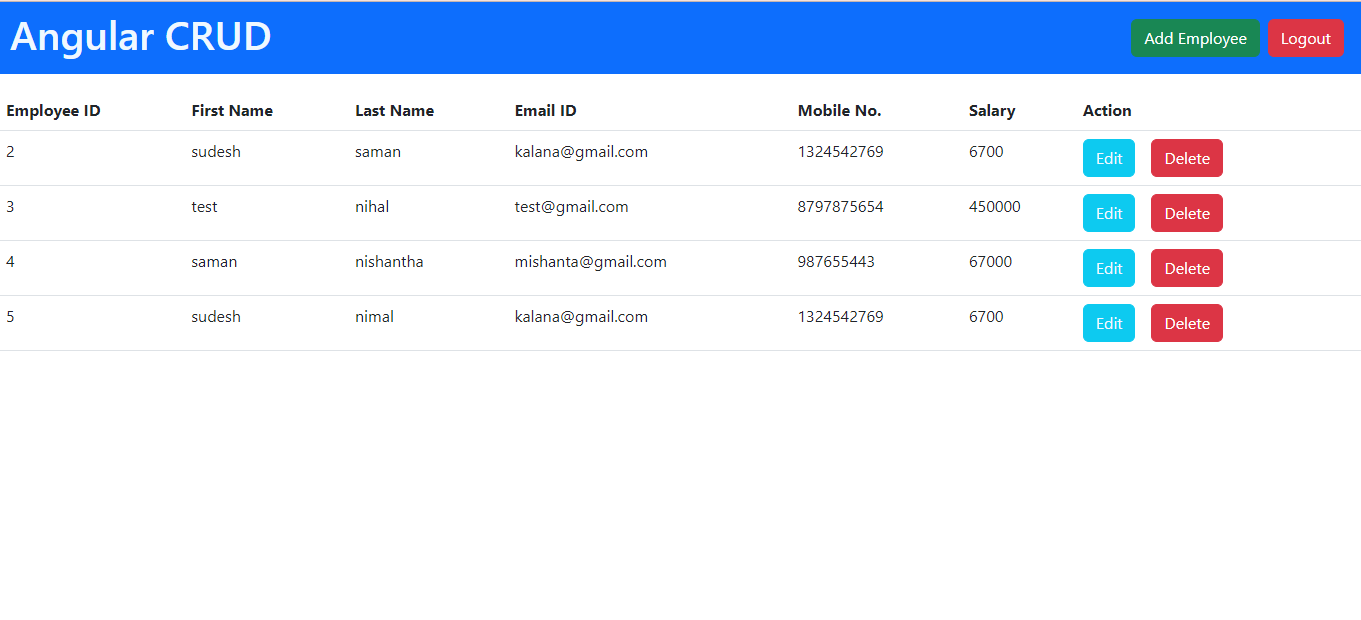 Angular CRUD Add Employee Logout
Employee ID First Name Last Name Email ID Mobile No. Salary Action
2 sudesh saman kalana@gmail.com 1324542769 6700 Edit Delete
3 test nihal test@gmail.com 8797875654 450000 Edit Delete
4 saman nishantha mishanta@gmail.com 987655443 67000 Edit Delete
5 sudesh nimal kalana@gmail.com 1324542769 6700 Edit Delete